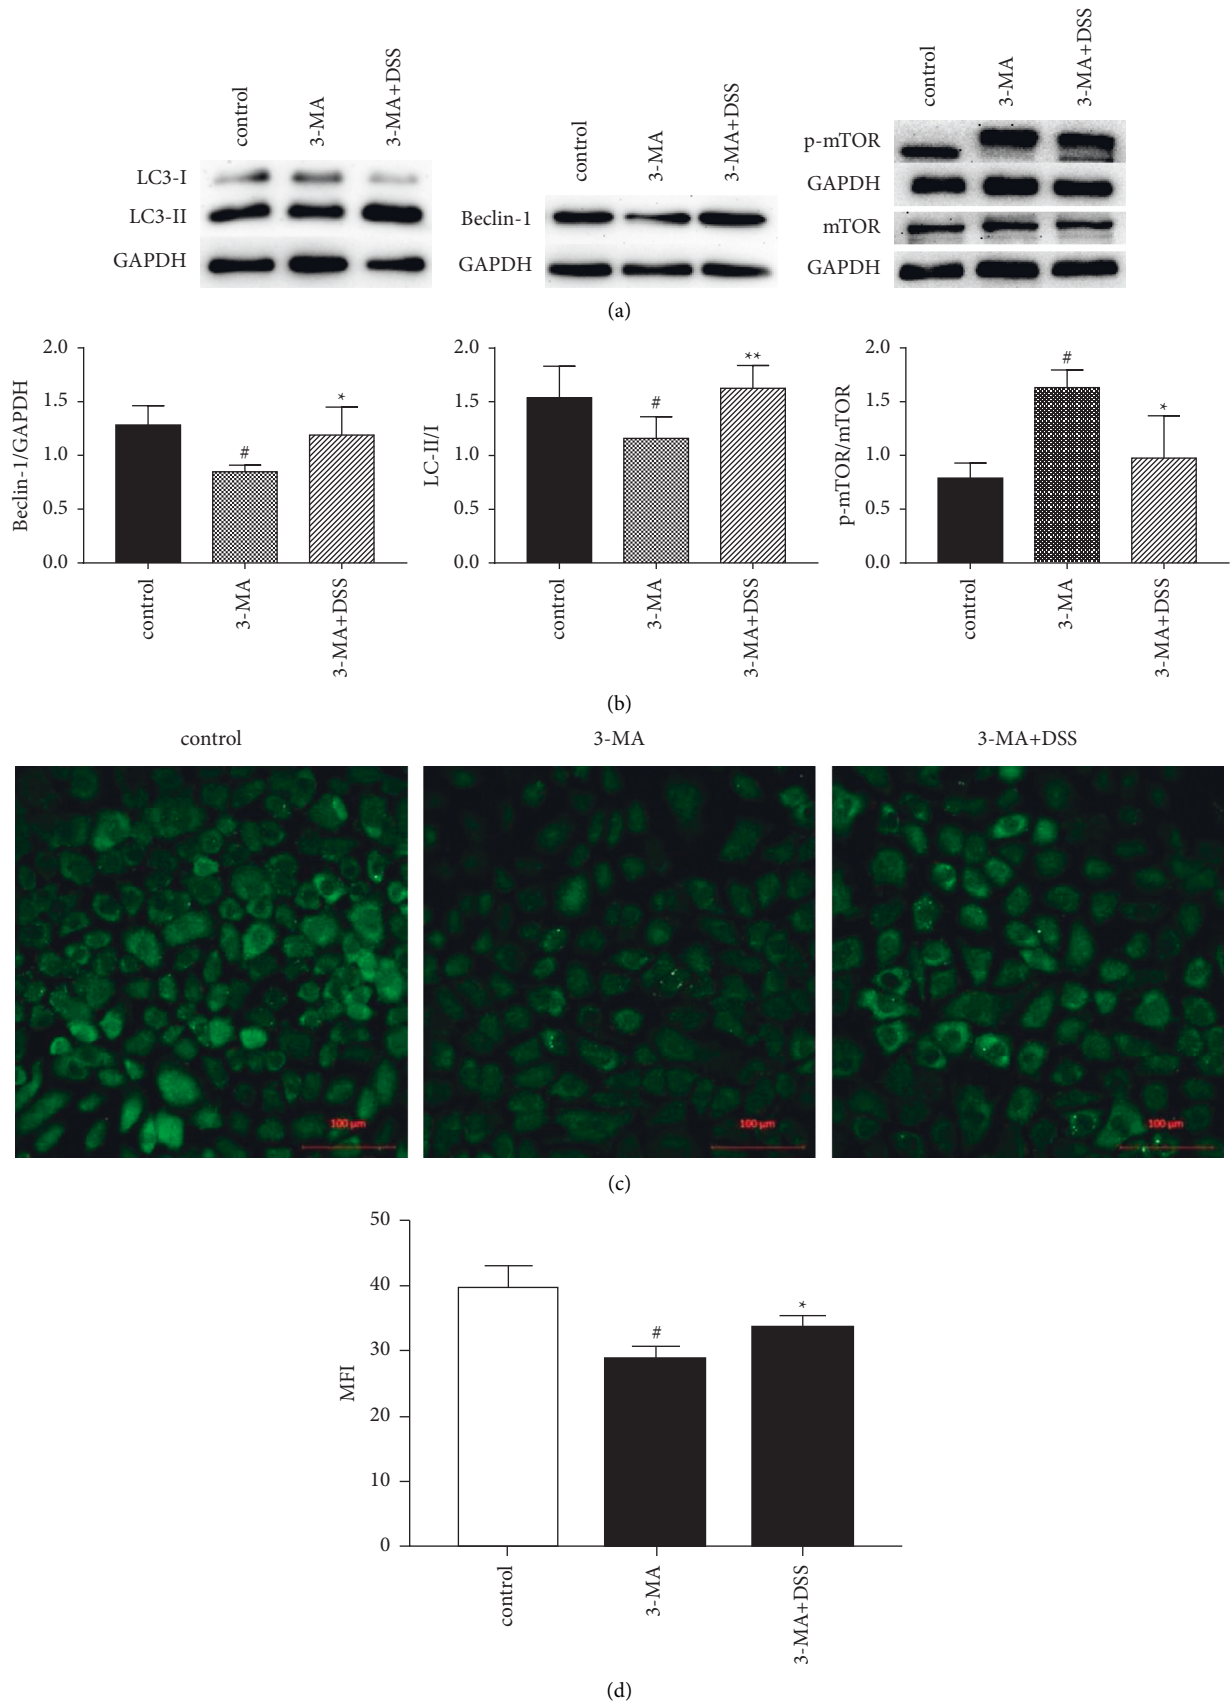 control
3-MA
3-MA+DSS
LC3-I
LC3-II
GAPDH
control
3-MA
3-MA+DSS
Beclin-1
GAPDH
control
3-MA
3-MA+DSS
p-mTOR
GAPDH
mTOR
GAPDH
(a)
Beclin-1/GAPDH
2.0
1.5
1.0
0.5
0.0
#
*
control
3-MA
3-MA+DSS
LC-II/I
2.0
1.5
1.0
0.5
0.0
#
**
control
3-MA
3-MA+DSS
p-mTOR/mTOR
2.0
1.5
1.0
0.5
0.0
#
*
control
3-MA
3-MA+DSS
(b)
control
3-MA
3-MA+DSS
100 µm
100 µm
100 µm
(c)
MFI
50
40
30
20
10
0
#
*
control
3-MA
3-MA+DSS
(d)